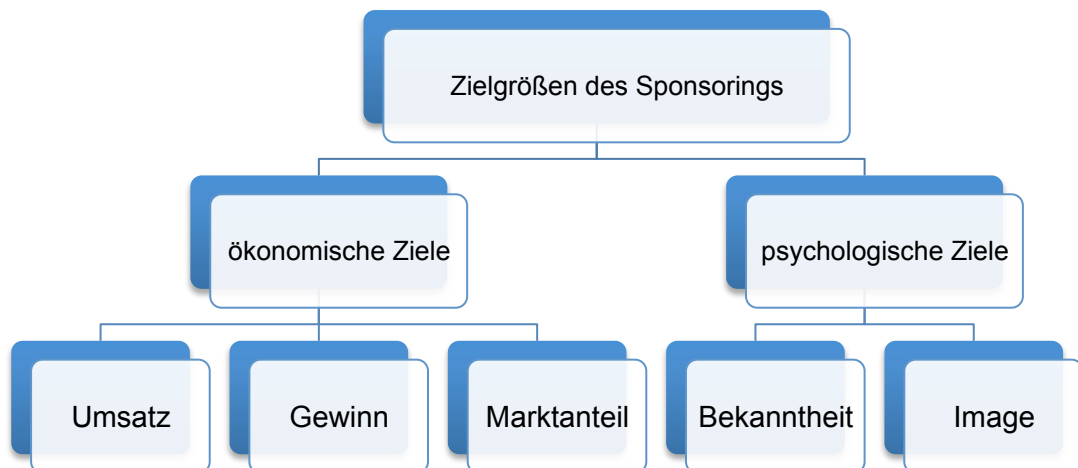 Zielgrößen des Sponsorings
ökonomische Ziele
psychologische Ziele
Umsatz
Gewinn
Marktanteil
Bekanntheit
Image